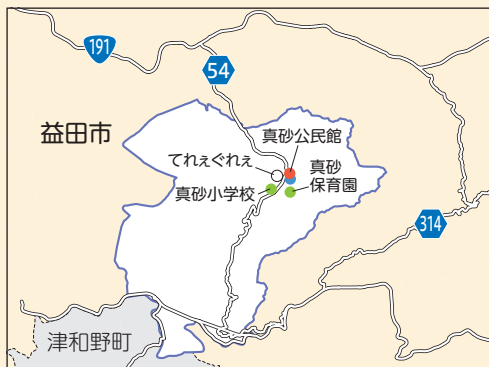 191
54
益田市
真砂公民館
てれぇぐれぇ
真砂
保育園
真砂小学校
314
津和野町